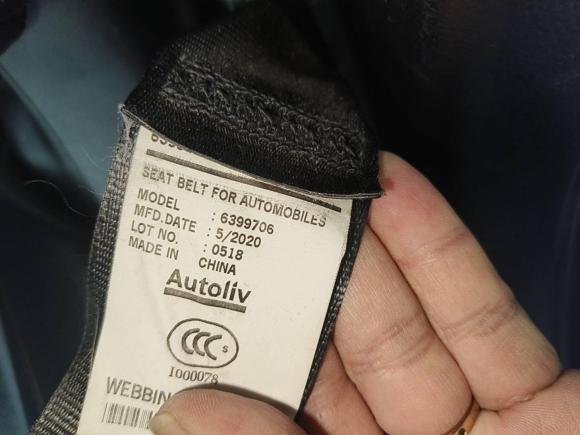 SEAT BELT FOR AUTOMOBILES
MODEL : 6399706
MFD.DATE : 5/2020
LOT NO. : 0518
MADE IN CHINA
Autoliv
CCC S
1000078